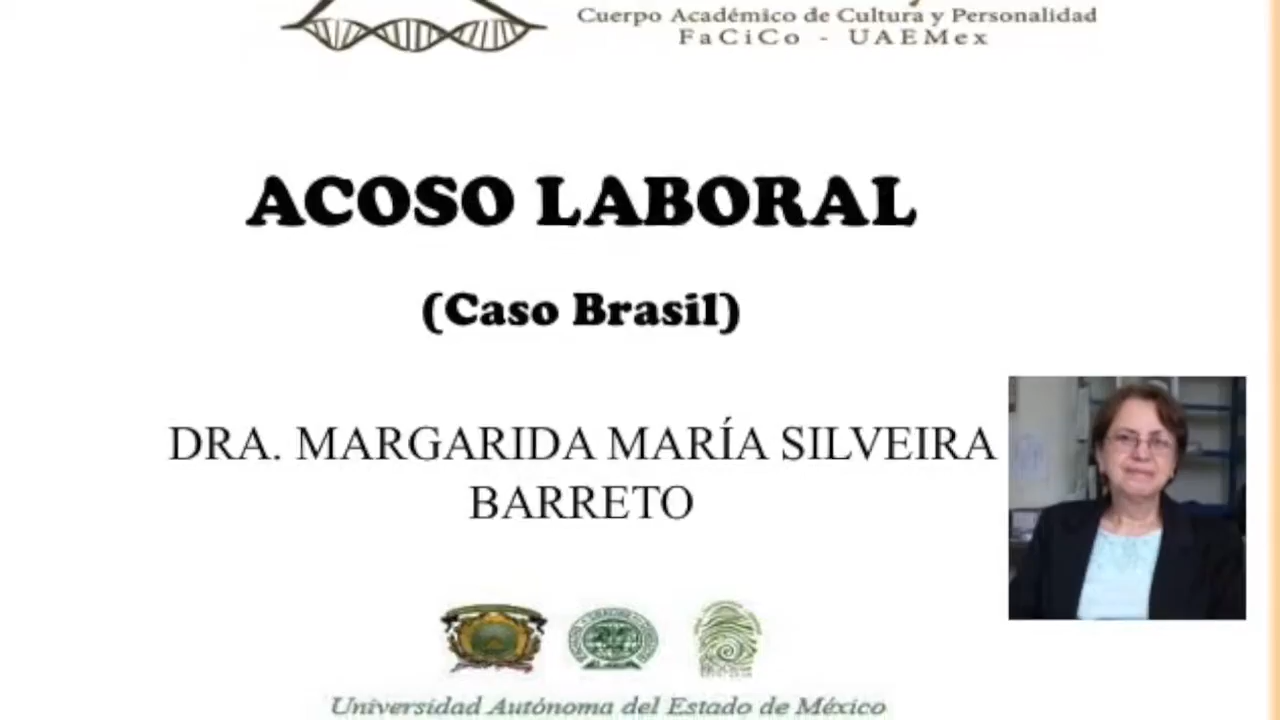 Cuerpo Académico de Cultura y Personalidad
FaCiCo - UAEMex
ACOSO LABORAL
(Caso Brasil)
DRA. MARGARIDA MARÍA SILVEIRA
BARRETO
Universidad Autónoma del Estado de México